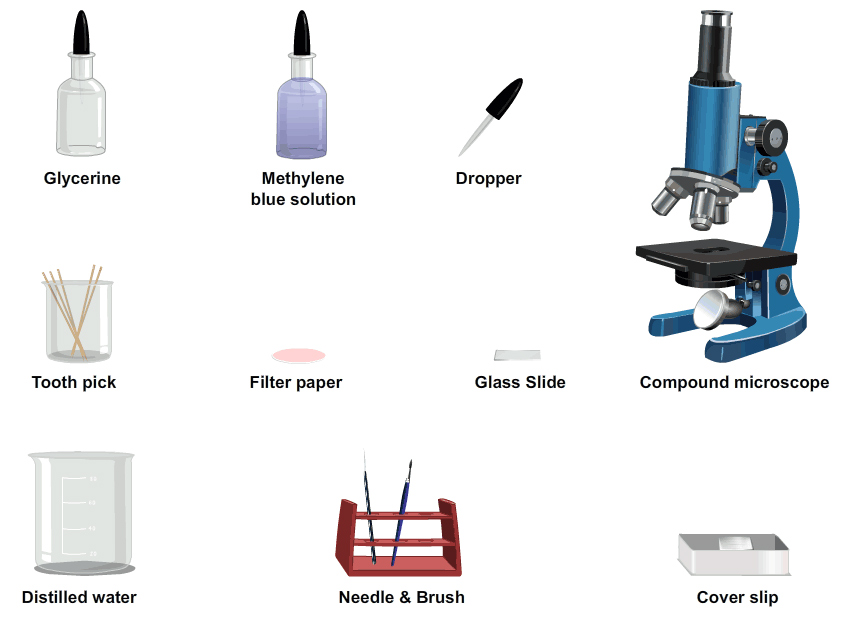 Glycerine
Methylene
blue solution
Dropper
Tooth pick
Filter paper
Glass Slide
Compound microscope
Distilled water
Needle & Brush
Cover slip